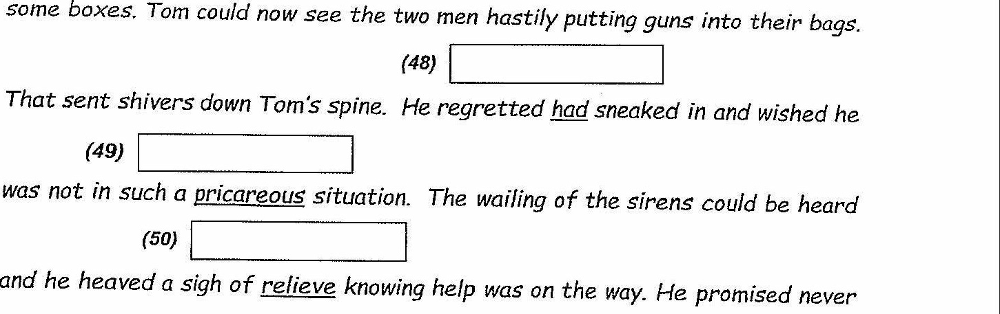 some boxes. Tom could now see the two men hastily putting guns into their bags.
(48)
That sent shivers down Tom's spine. He regretted had sneaked in and wished he
(49)
was not in such a pricareous situation. The wailing of the sirens could be heard
(50)
and he heaved a sigh of relieve knowing help was on the way. He promised never